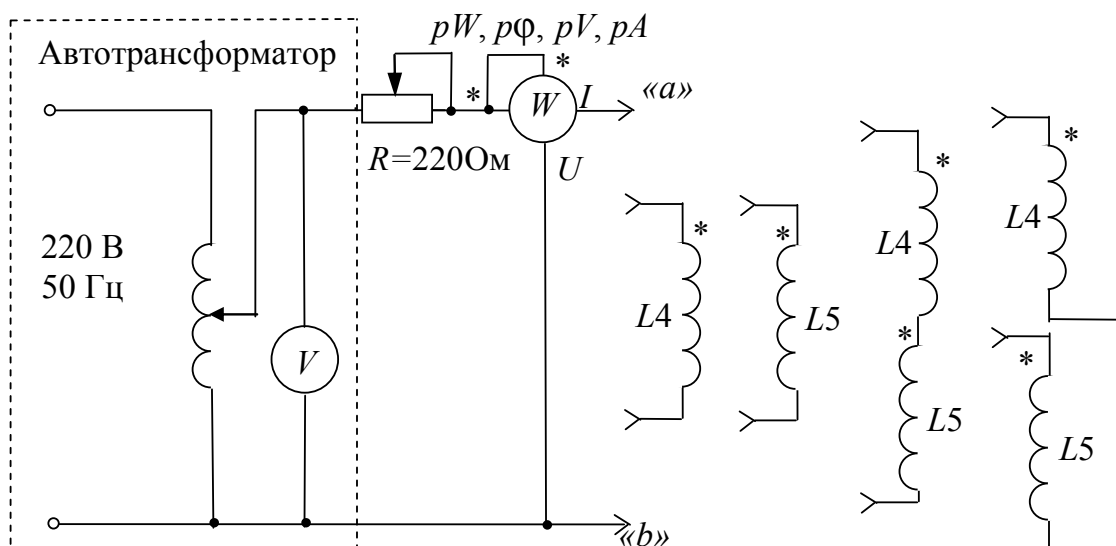 pW, pφ, pV, pA
Автотрансформатор
* * W I «a»
R=220Ом
U
220 В
50 Гц
V
* L4
* L5
* L4
* L5
* L4
* L5
«b»